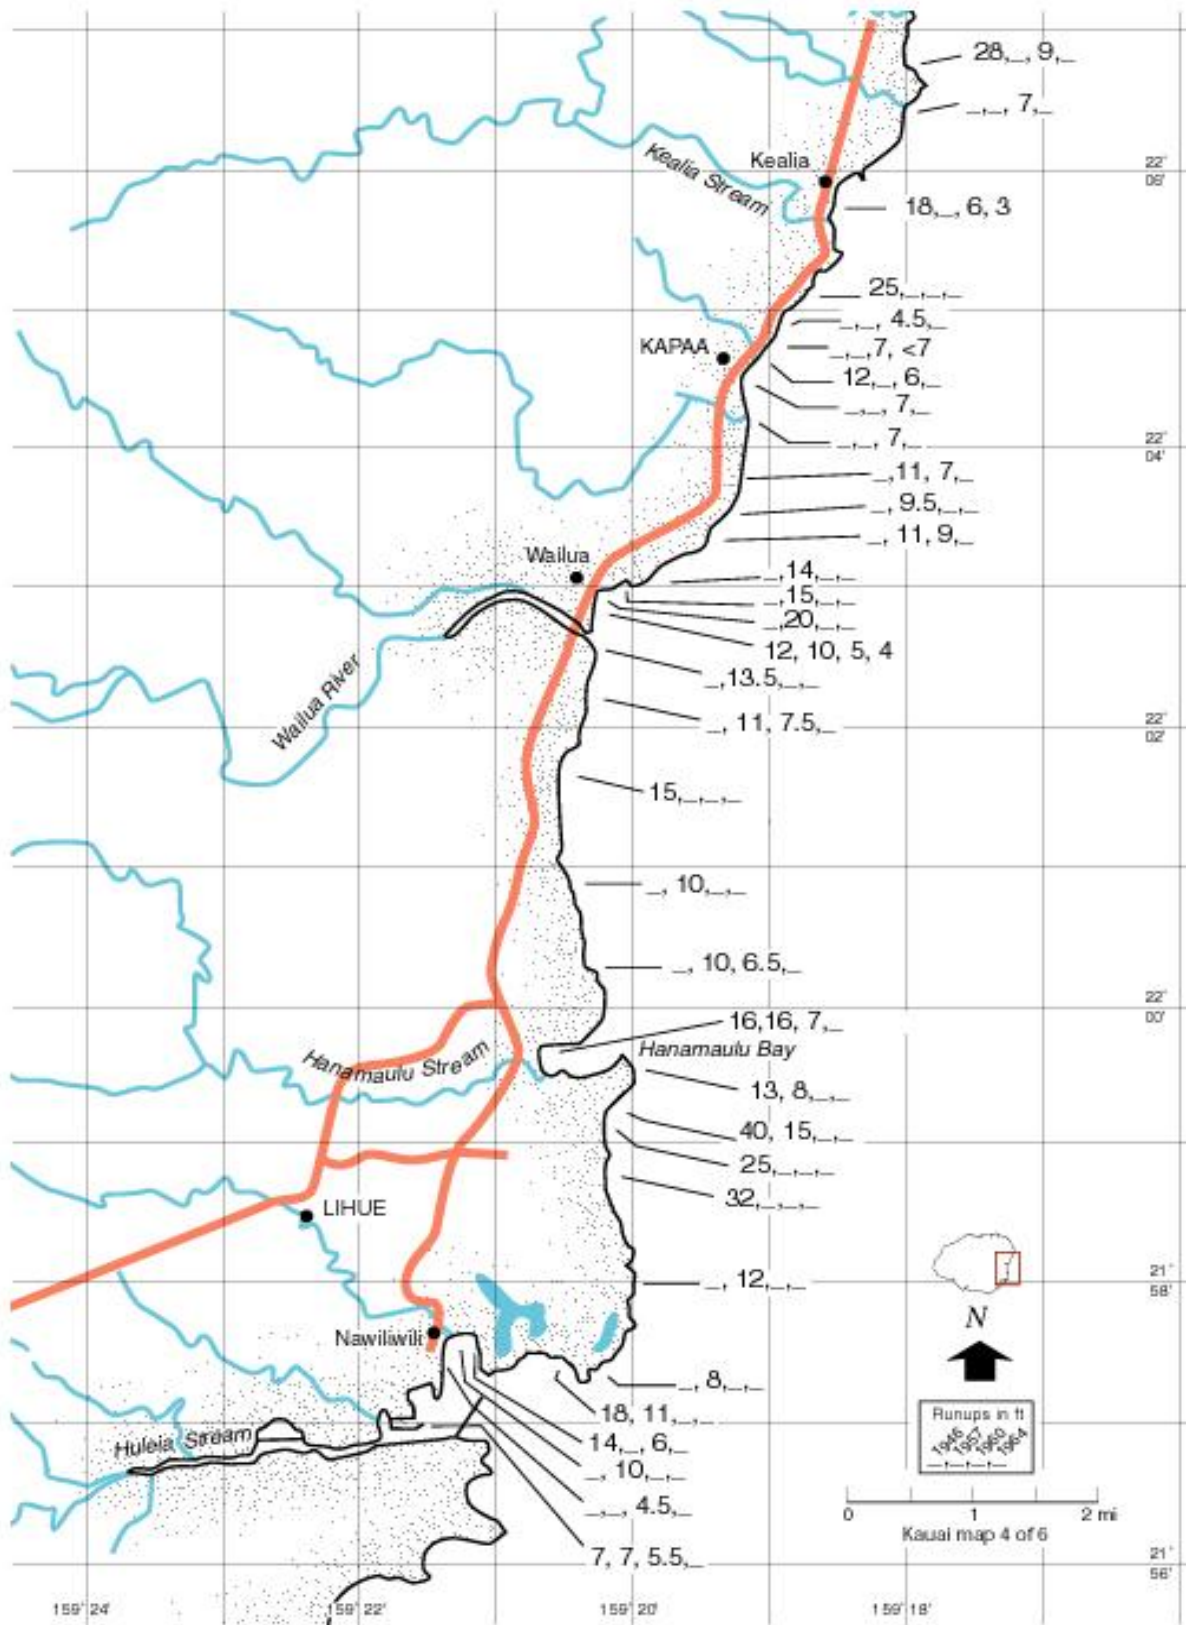 28,_, 9,_
_,_, 7,_
Kealia
22° 06'
Kealia Stream
18,_, 6, 3
25,_,_,_
_,_, 4.5,_
KAPAA
_,_,7, <7
12,_, 6,_
_,_, 7,_
_,_, 7,_
22° 04'
_,11, 7,_
_, 9.5,_,_
_, 11, 9,_
Wailua
_,14,_,_
_,15,_,_
_,20,_,_
12, 10, 5, 4
_,13.5,_,_
Wailua River
_, 11, 7.5,_
22° 02'
15,_,_,_
_, 10,_,_
_, 10, 6.5,_
22° 00'
16,16, 7,_
Hanamaulu Bay
Hanamaulu Stream
13, 8,_,_
40, 15,_,_
25,_,_,_
32,_,_,_
LIHUE
_, 12,_,_
21° 58'
N
Nawiliwili
_, 8,_,_
18, 11,_,_
Runups in ft
1946 1957 1960 1964
_,_,_,_
Huleia Stream
14,_, 6,_
_, 10,_,_
_,_, 4.5,_
0 1 2 mi
Kauai map 4 of 6
7, 7, 5.5,_
21° 56'
159° 24' 159° 22' 159° 20' 159° 18'